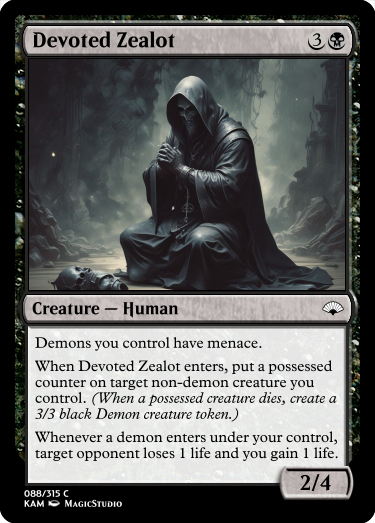 Devoted Zealot 3
Creature — Human
Demons you control have menace.
When Devoted Zealot enters, put a possessed
counter on target non-demon creature you
control. (When a possessed creature dies, create a
3/3 black Demon creature token.)
Whenever a demon enters under your control,
target opponent loses 1 life and you gain 1 life.
2/4
088/315 C
KAM MagicStudio